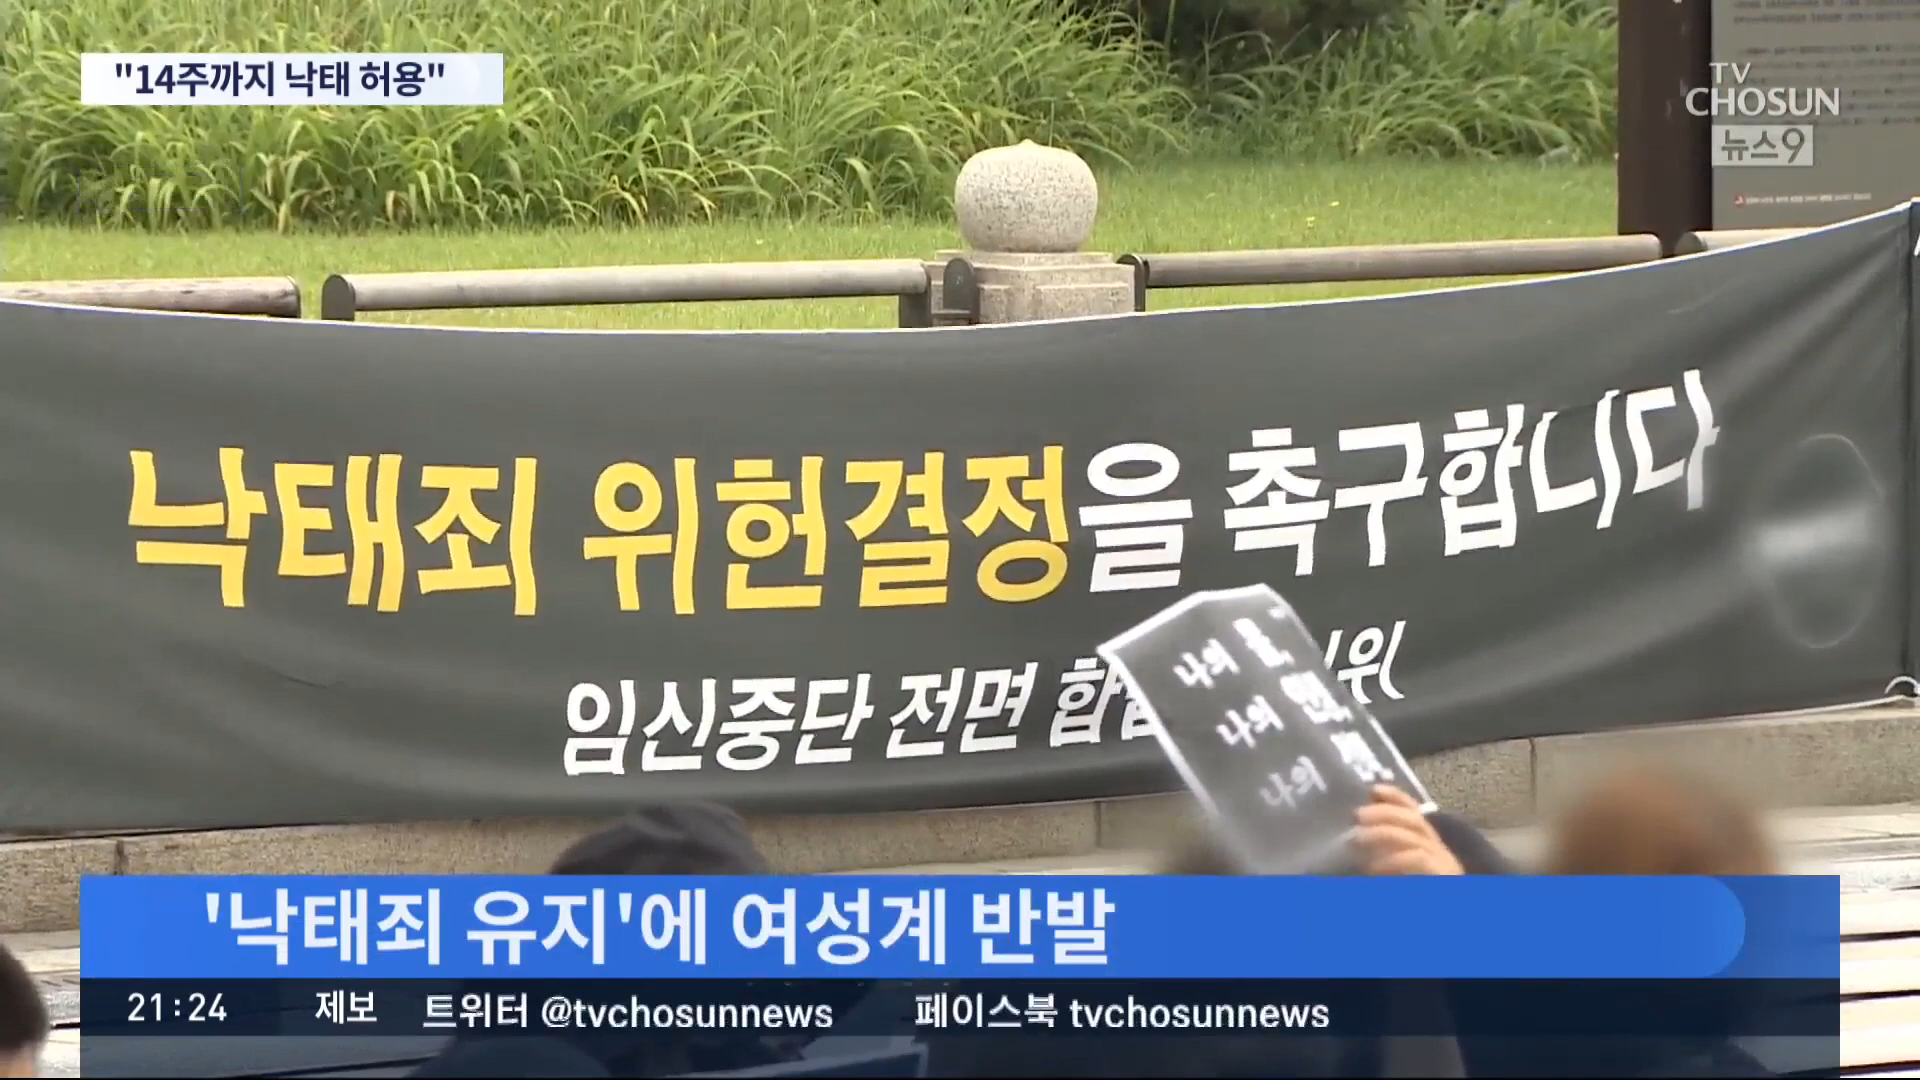 "14주까지 낙태 허용"
TV
CHOSUN
뉴스9
낙태죄 위헌결정을 촉구합니다
임신중단 전면 합
위
나의
나의
나의
'낙태죄 유지'에 여성계 반발
21:24 제보 트위터 @tvchosunnews 페이스북 tvchosunnews